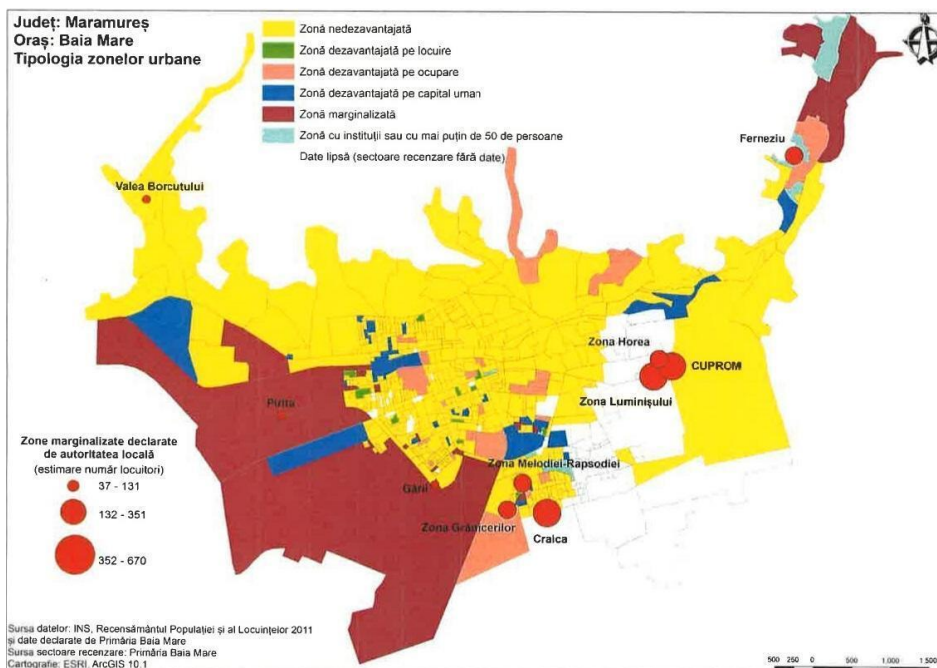 Județ: Maramureș
Oraș: Baia Mare
Tipologia zonelor urbane
Zonă nedezavantajată
Zonă dezavantajată pe locuire
Zonă dezavantajată pe ocupare
Zonă dezavantajată pe capital uman
Zonă marginalizată
Zonă cu instituții sau cu mai puțin de 50 de persoane
Date lipsă (sectoare recenzare fără date)
Ferneziu
Valea Borcutului
Zona Horea
CUPROM
Zona Luminișului
Pirita
Zone marginalizate declarate
de autoritatea locală
(estimare număr locuitori)
37 - 131
132 - 351
352 - 670
Zona Melodiei-Rapsodiei
Gării
Zona Grănicerilor
Craica
Sursa datelor: INS, Recensământul Populației și al Locuințelor 2011
și date declarate de Primăria Baia Mare
Sursa sectoare recenzare: Primăria Baia Mare
Cartografie: ESRI, ArcGIS 10.1
500 250 0 500 1 000 1 500